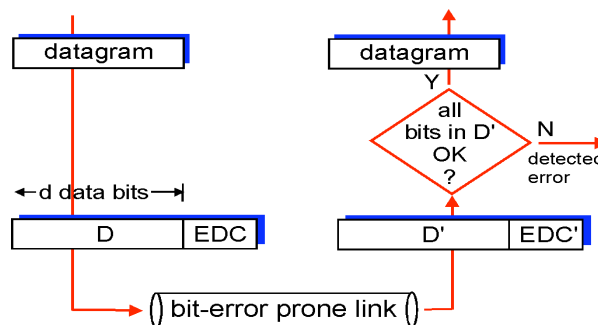 datagram
datagram
Y
all
bits in D'
OK
?
N
detected
error
d data bits
D
EDC
D'
EDC'
bit-error prone link